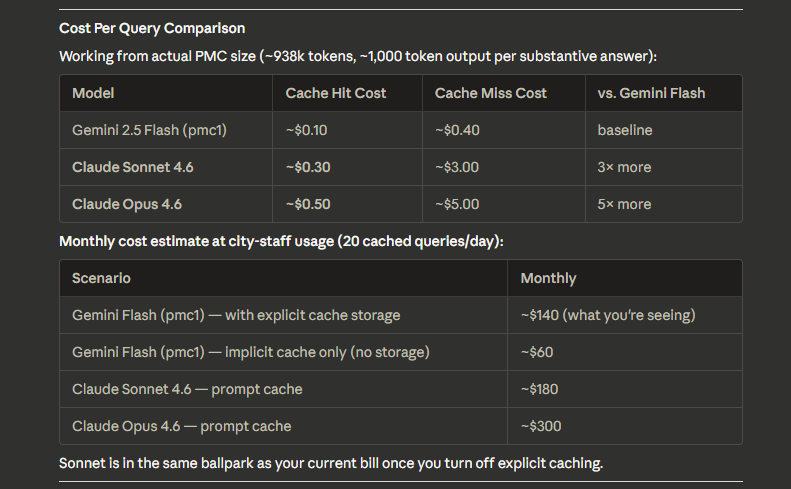 Cost Per Query Comparison
Working from actual PMC size (~938k tokens, ~1,000 token output per substantive answer):
Model Cache Hit Cost Cache Miss Cost vs. Gemini Flash
Gemini 2.5 Flash (pmc1) ~$0.10 ~$0.40 baseline
Claude Sonnet 4.6 ~$0.30 ~$3.00 3× more
Claude Opus 4.6 ~$0.50 ~$5.00 5× more
Monthly cost estimate at city-staff usage (20 cached queries/day):
Scenario Monthly
Gemini Flash (pmc1) — with explicit cache storage ~$140 (what you're seeing)
Gemini Flash (pmc1) — implicit cache only (no storage) ~$60
Claude Sonnet 4.6 — prompt cache ~$180
Claude Opus 4.6 — prompt cache ~$300
Sonnet is in the same ballpark as your current bill once you turn off explicit caching.